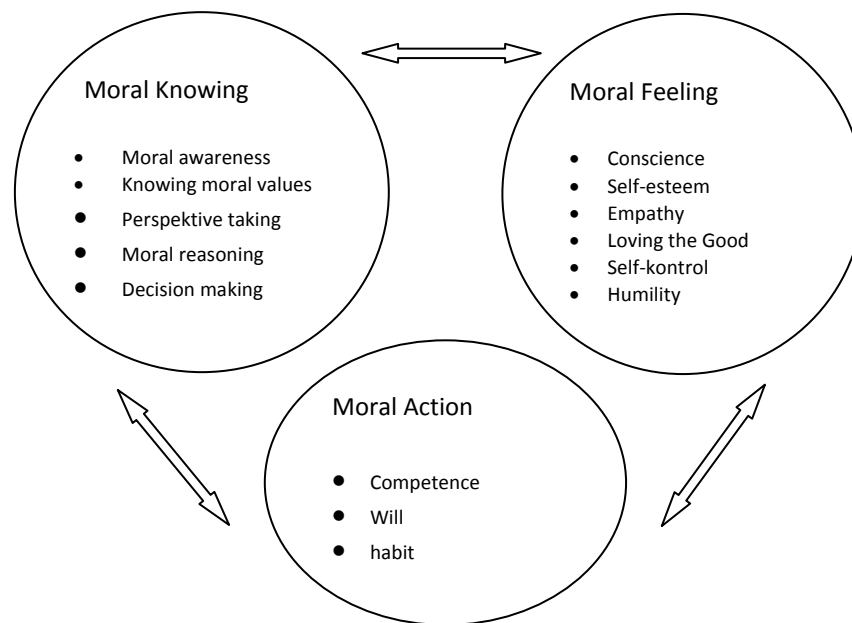 Moral Knowing
• Moral awareness
• Knowing moral values
• Perspektive taking
• Moral reasoning
• Decision making
Moral Feeling
• Conscience
• Self-esteem
• Empathy
• Loving the Good
• Self-kontrol
• Humility
Moral Action
• Competence
• Will
• habit